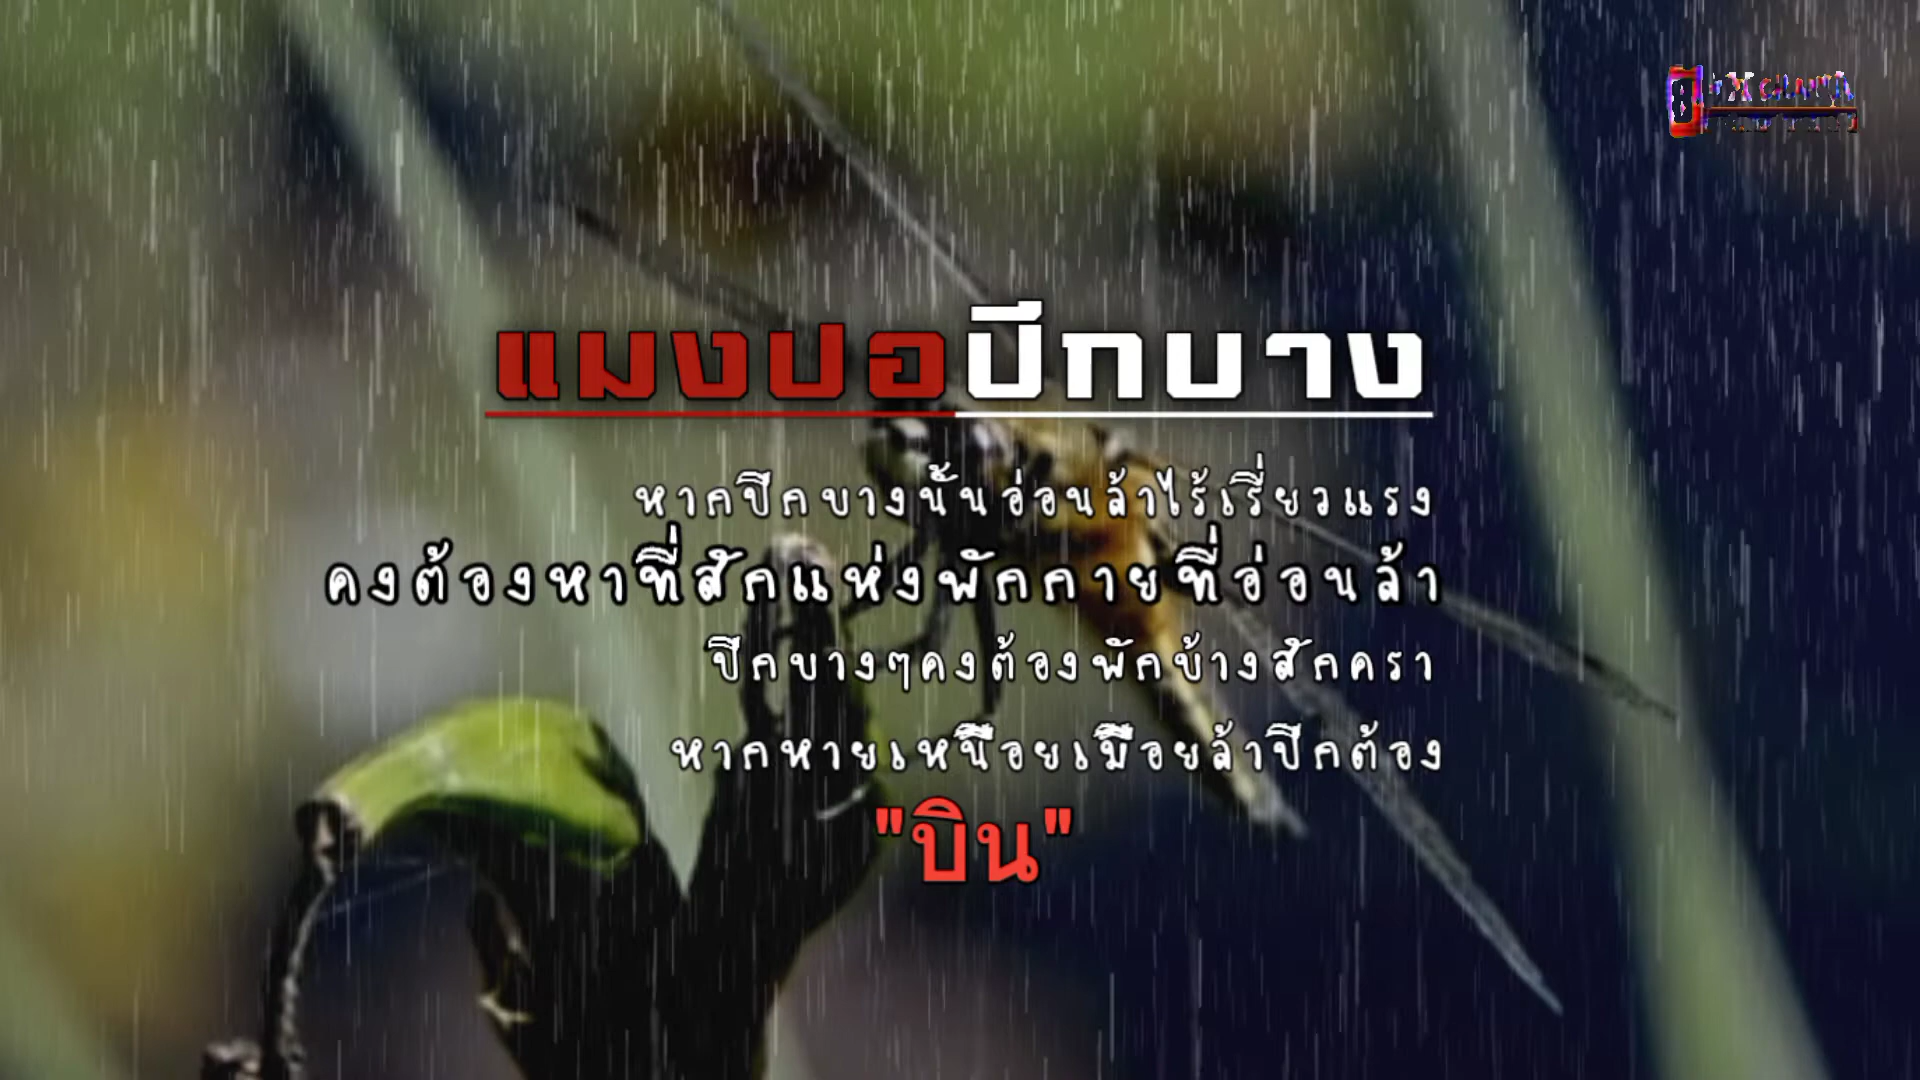 แมงปอปีกบาง
หากปีกบางนั้นอ่อนล้าไร้เรี่ยวแรง
คงต้องหาที่สักแห่งพักกายที่อ่อนล้า
ปีกบางๆคงต้องพักบ้างสักครา
หากหายเหนื่อยเมื่อยล้าปีกต้อง
"บิน"